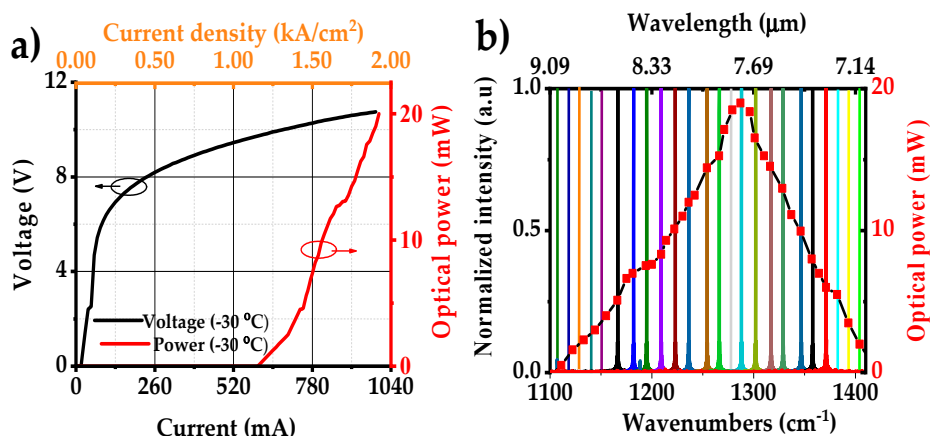 a)
Current density (kA/cm²)
0.00 0.50 1.00 1.50 2.00
12
8
4
0
Voltage (V)
20
10
0
Optical power (mW)
Voltage (-30 ⁰C)
Power (-30 ⁰C)
0 260 520 780 1040
Current (mA)
b)
Wavelength (μm)
9.09 8.33 7.69 7.14
1.0
0.5
0.0
Normalized intensity (a.u)
20
10
0
Optical power (mW)
1100 1200 1300 1400
Wavenumbers (cm⁻¹)